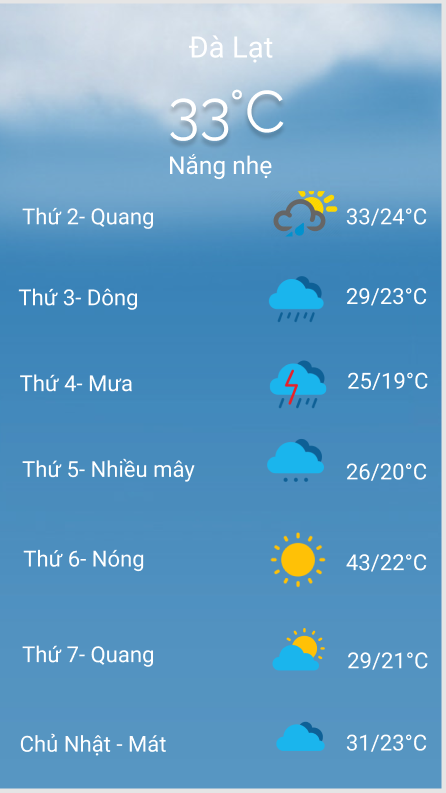 Đà Lạt
33°C
Nắng nhẹ
Thứ 2- Quang 33/24°C
Thứ 3- Dông 29/23°C
Thứ 4- Mưa 25/19°C
Thứ 5- Nhiều mây 26/20°C
Thứ 6- Nóng 43/22°C
Thứ 7- Quang 29/21°C
Chủ Nhật - Mát 31/23°C